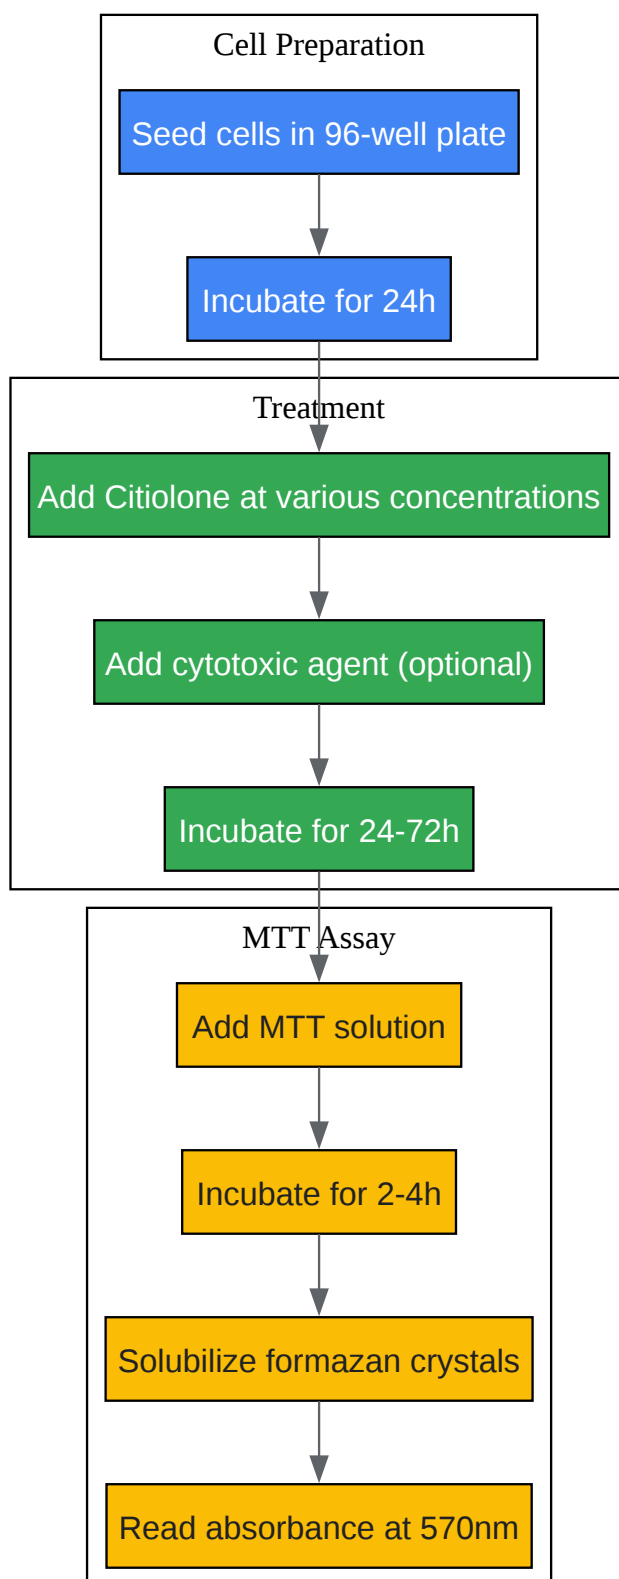 Cell Preparation
Seed cells in 96-well plate
Incubate for 24h
Treatment
Add Citiolone at various concentrations
Add cytotoxic agent (optional)
Incubate for 24-72h
MTT Assay
Add MTT solution
Incubate for 2-4h
Solubilize formazan crystals
Read absorbance at 570nm